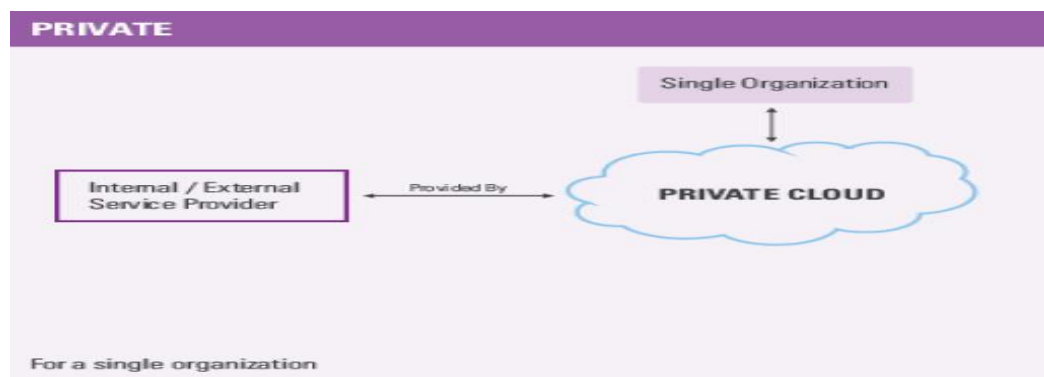 PRIVATE
Single Organization
Internal / External
Service Provider
Provided By
PRIVATE CLOUD
For a single organization